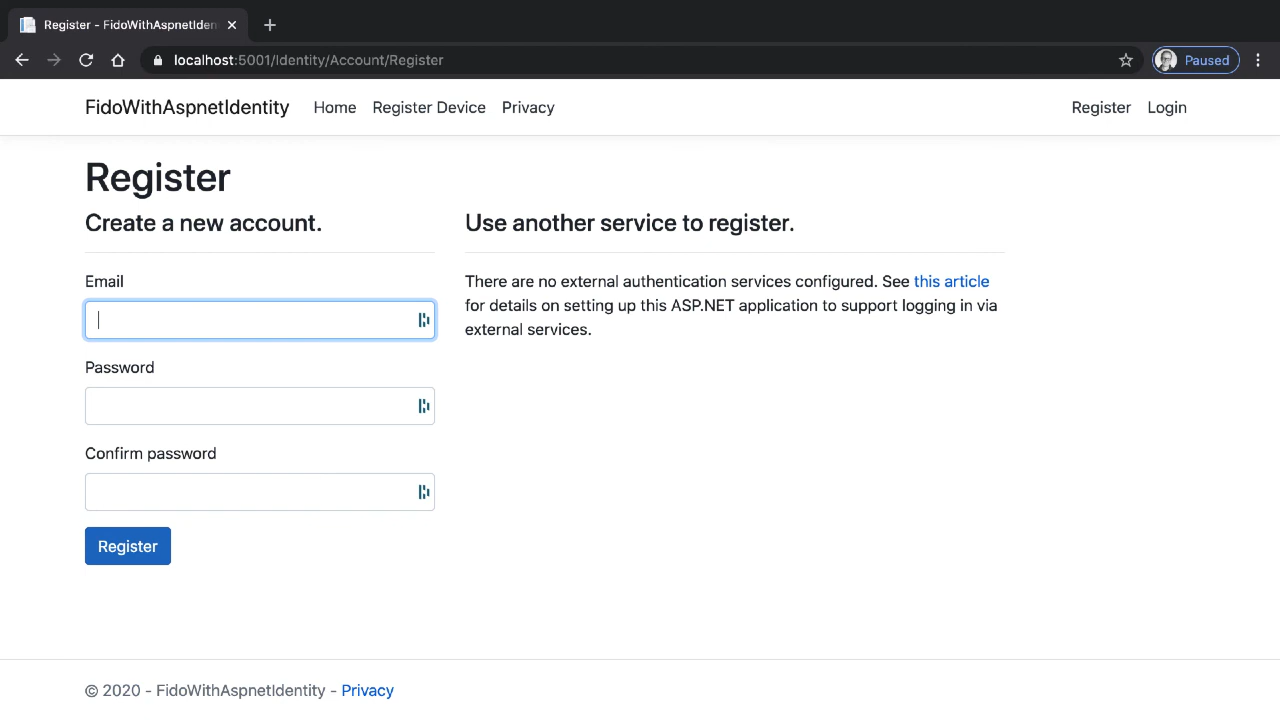 Register - FidoWithAspnetIden
localhost:5001/Identity/Account/Register
Paused
FidoWithAspnetIdentity Home Register Device Privacy Register Login
Register
Create a new account.
Use another service to register.
Email
Password
Confirm password
Register
There are no external authentication services configured. See this article
for details on setting up this ASP.NET application to support logging in via
external services.
© 2020 - FidoWithAspnetIdentity - Privacy